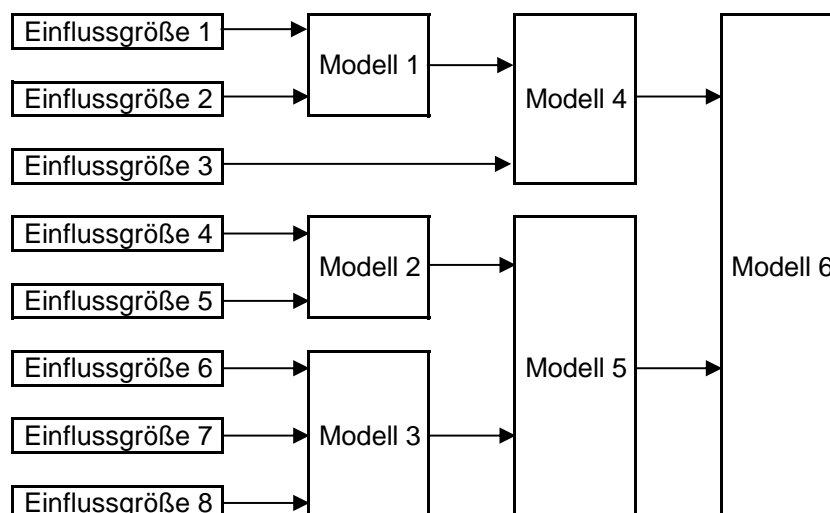 Einflussgröße 1
Modell 1
Einflussgröße 2
Modell 4
Einflussgröße 3
Einflussgröße 4
Modell 2
Modell 6
Einflussgröße 5
Einflussgröße 6
Modell 5
Einflussgröße 7
Modell 3
Einflussgröße 8